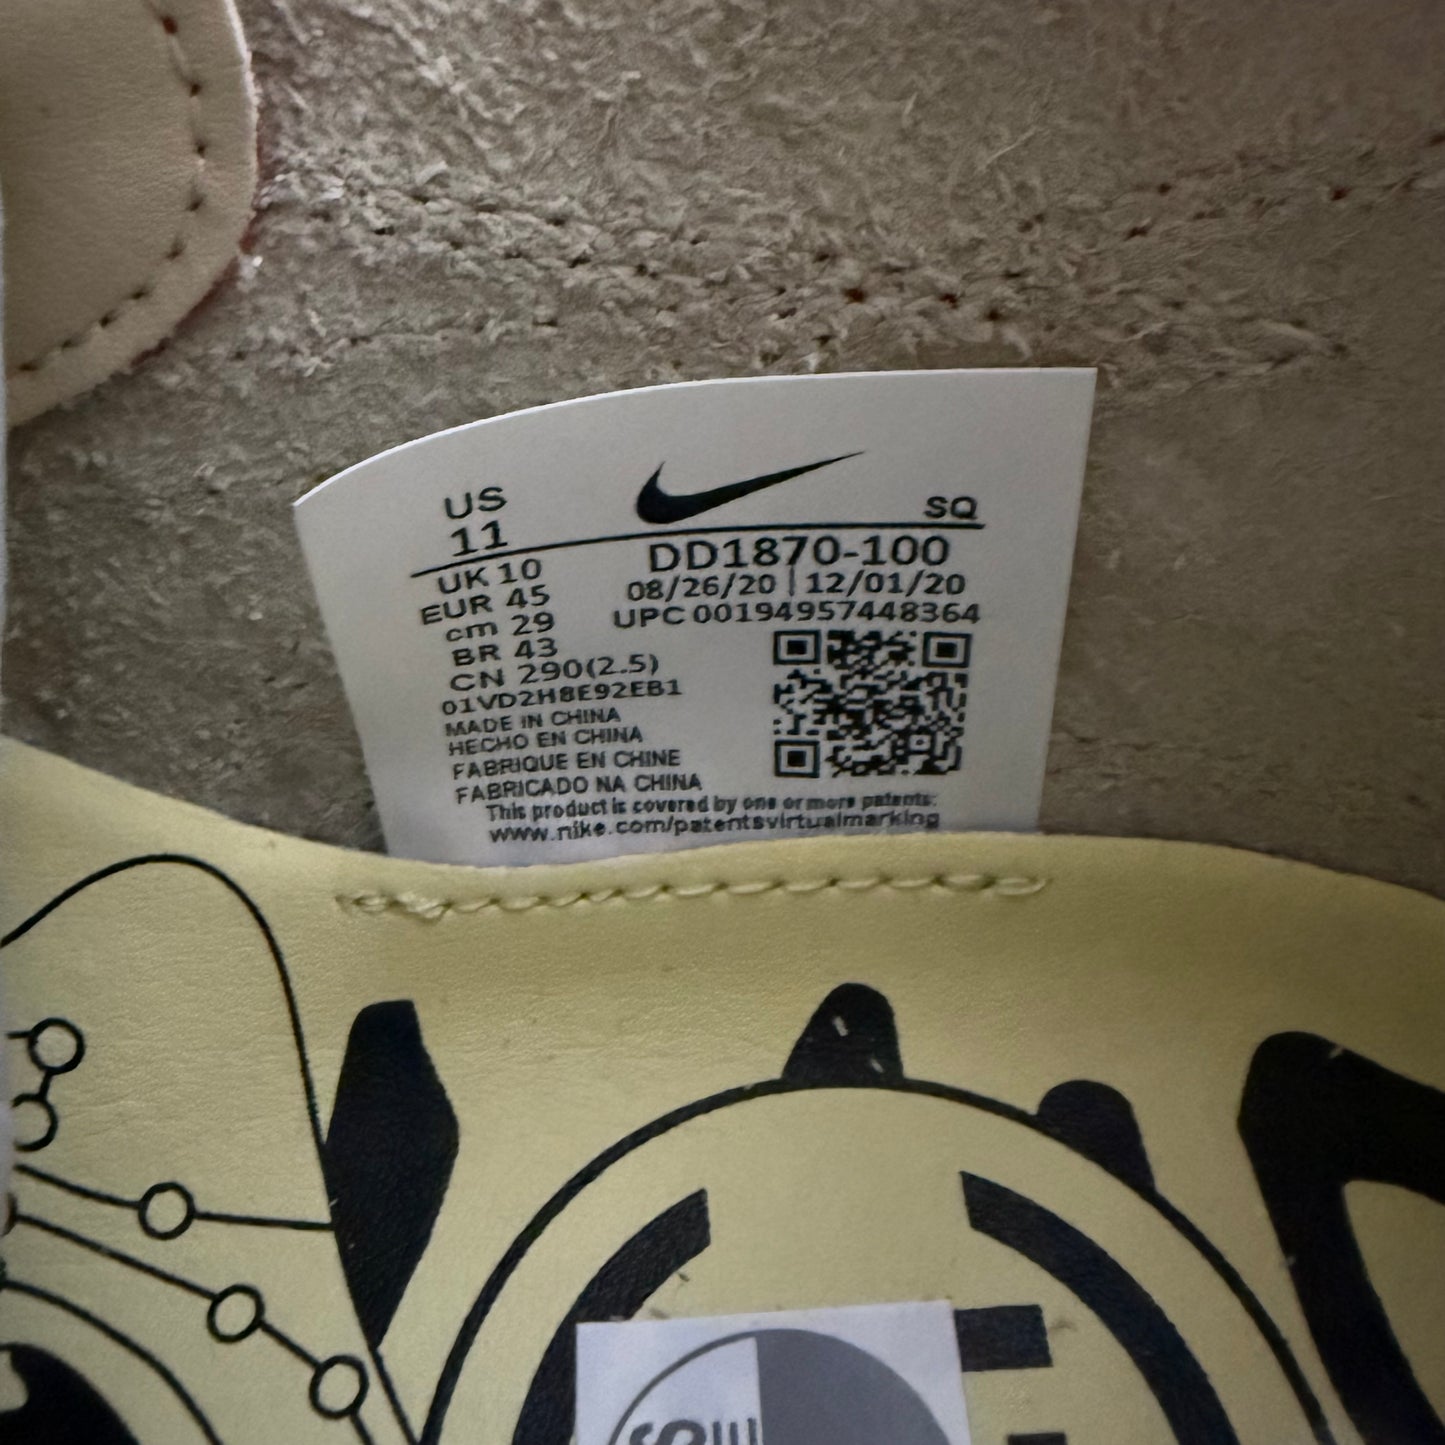 US
11
SQ
DD1870-100
UK 10
08/26/20 | 12/01/20
EUR 45
UPC 00194957448364
cm 29
BR 43
CN 290(2.5)
01VD2H8E92EB1
MADE IN CHINA
HECHO EN CHINA
FABRIQUE EN CHINE
FABRICADO NA CHINA
This product is covered by one or more patents:
www.nike.com/patentsvirtualmarking